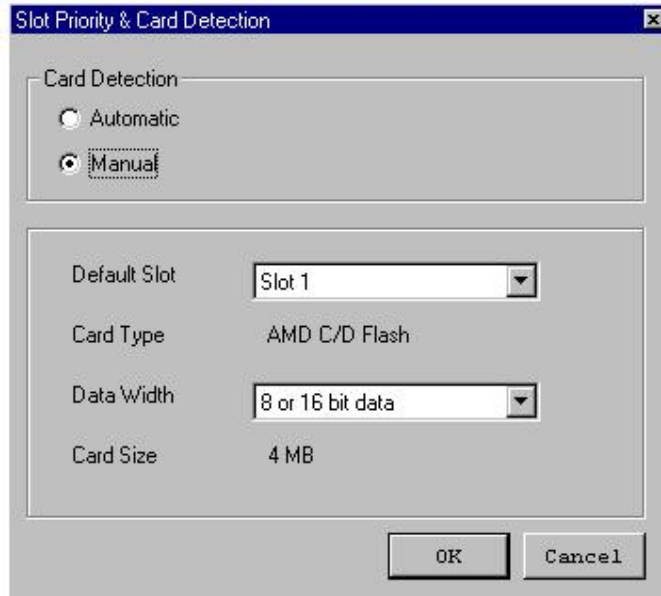 Slot Priority & Card Detection
Card Detection
Automatic
Manual
Default Slot Slot 1
Card Type AMD C/D Flash
Data Width 8 or 16 bit data
Card Size 4 MB
OK Cancel